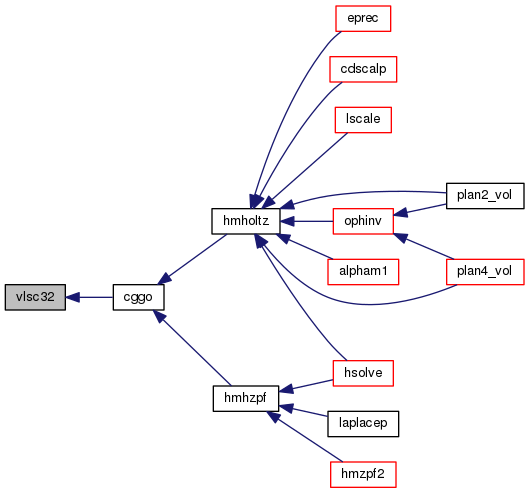 eprec
cdscalp
lscale
plan2_vol
hmholtz
ophinv
alpham1
plan4_vol
vlsc32
cggo
hsolve
hmhzpf
laplacep
hmzpf2